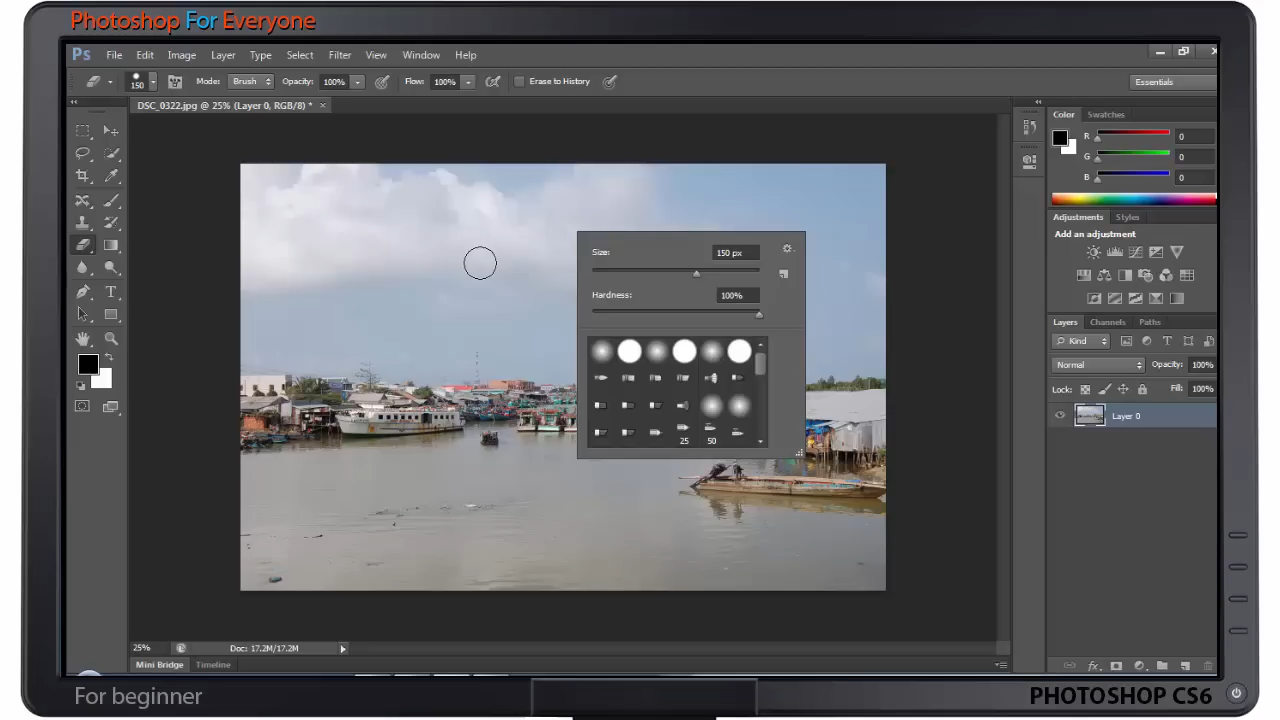 Photoshop For Everyone
Ps File Edit Image Layer Type Select Filter View Window Help
150 Mode: Brush Opacity: 100% Flow: 100% Erase to History Essentials
DSC_0322.jpg @ 25% (Layer 0, RGB/8) * ×
Color Swatches
R 0
G 0
B 0
Adjustments Styles
Add an adjustment
Size: 150 px
Hardness: 100%
25 50
Layers Channels Paths
Kind
Normal Opacity: 100%
Lock: Fill: 100%
Layer 0
25% Doc: 17.2M/17.2M
Mini Bridge Timeline
For beginner
PHOTOSHOP CS6